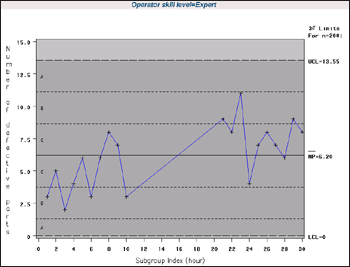 Operator skill level=Expert
3σ Limits
For n=200:
15.0
UCL=13.55
12.5
10.0
7.5
NP=6.20
5.0
2.5
0
LCL=0
Number of defective Parts
0 2 4 6 8 10 12 14 16 18 20 22 24 26 28 30
Subgroup Index (hour)